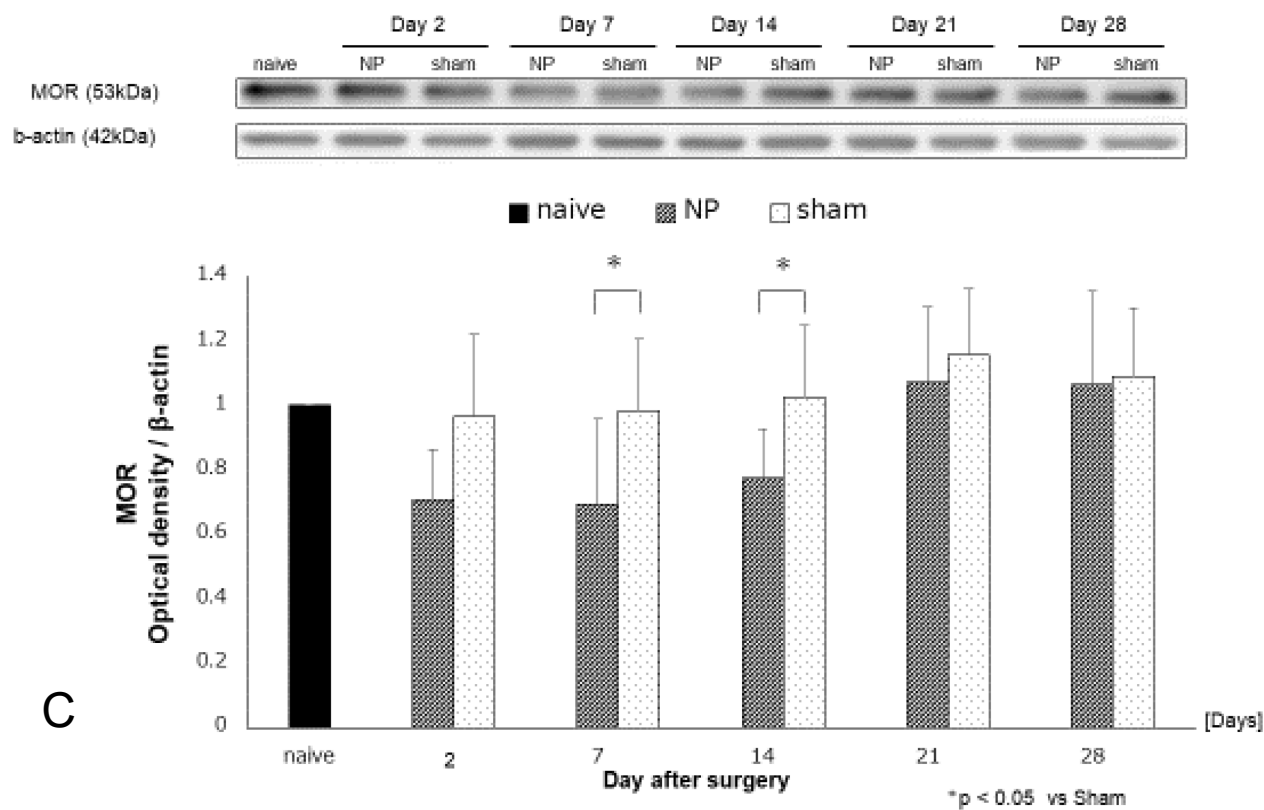 Day 2 Day 7 Day 14 Day 21 Day 28
naive NP sham NP sham NP sham NP sham NP sham
MOR (53kDa)
b-actin (42kDa)
naive NP sham
* *
1.4
1.2
1
0.8
0.6
0.4
0.2
0
MOR
Optical density / β-actin
C
[Days]
naive 2 7 14 21 28
Day after surgery
*p < 0.05 vs Sham